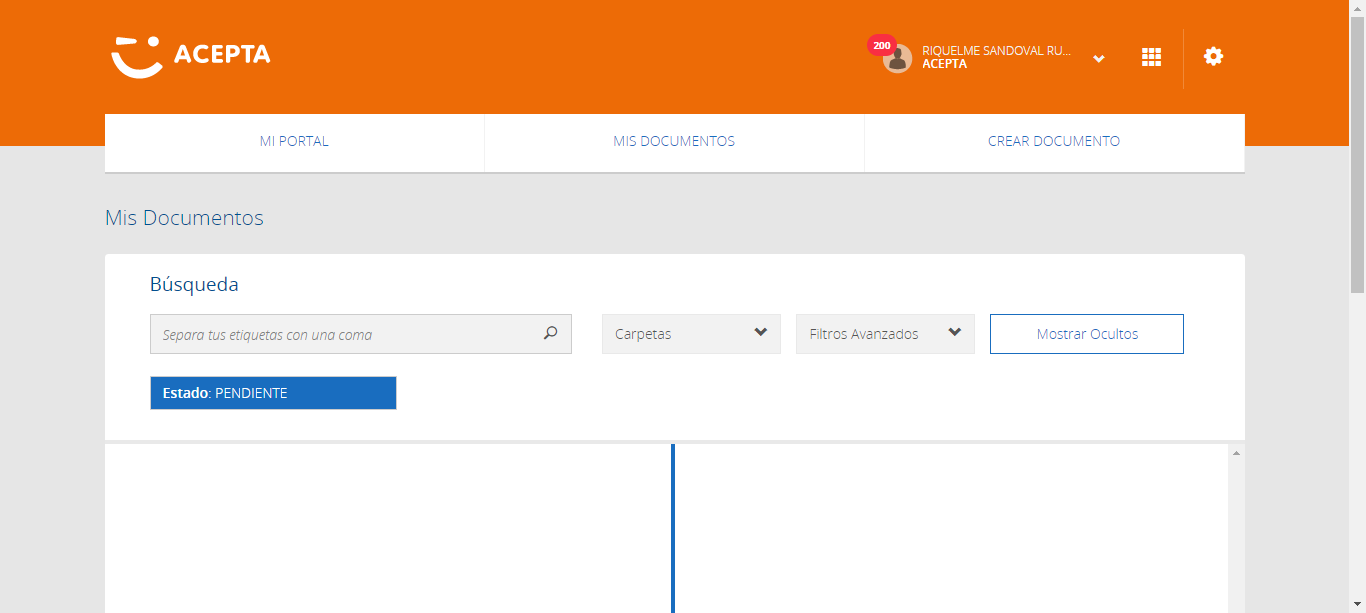 ACEPTA
200
RIQUELME SANDOVAL RU...
ACEPTA
MI PORTAL
MIS DOCUMENTOS
CREAR DOCUMENTO
Mis Documentos
Búsqueda
Separa tus etiquetas con una coma
Carpetas
Filtros Avanzados
Mostrar Ocultos
Estado: PENDIENTE